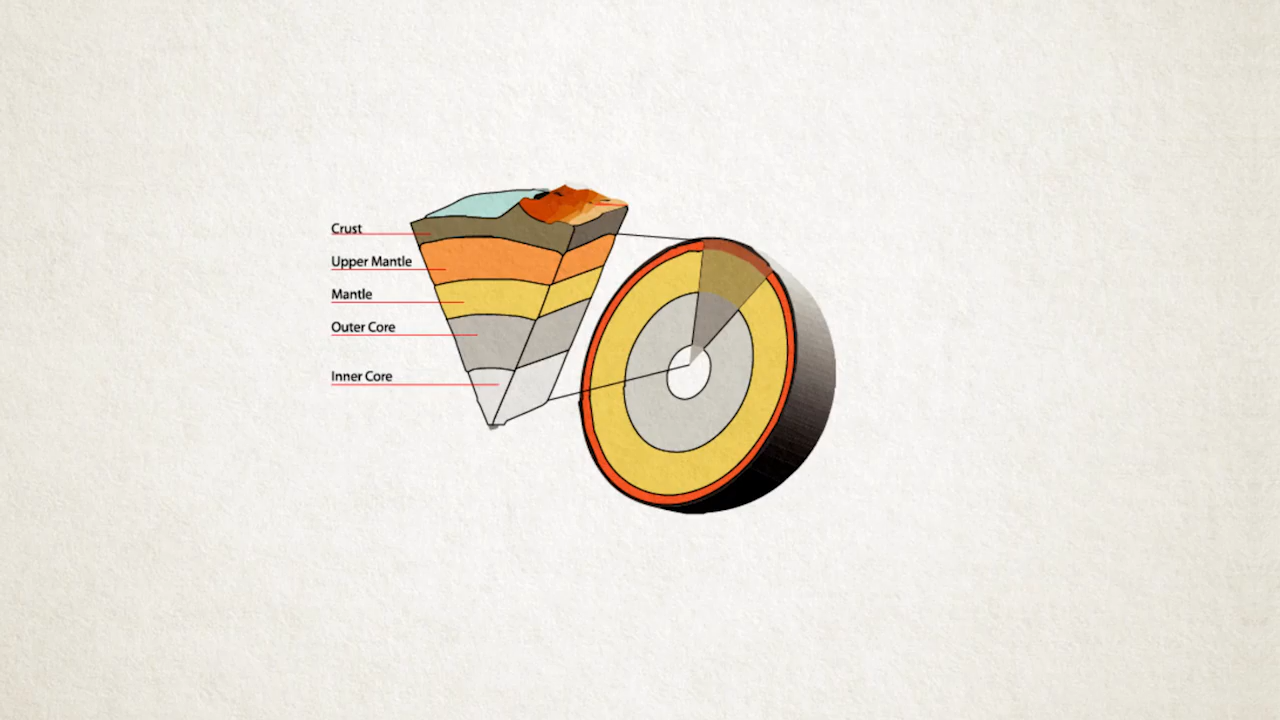 Crust
Upper Mantle
Mantle
Outer Core
Inner Core